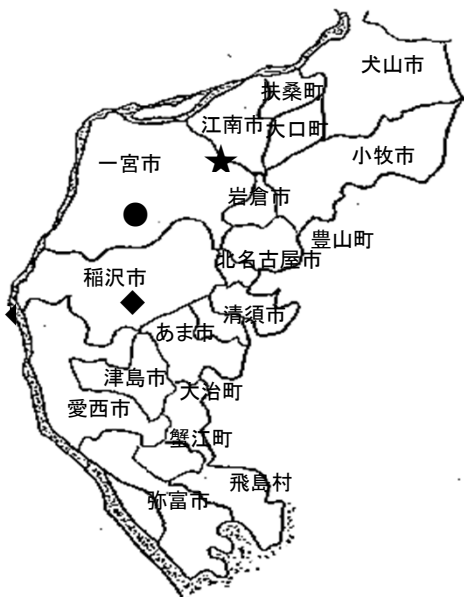 犬山市
扶桑町
江南市
大口町
一宮市
小牧市
岩倉市
豊山町
北名古屋市
稲沢市
清須市
あま市
津島市
大治町
愛西市
蟹江町
飛島村
弥富市